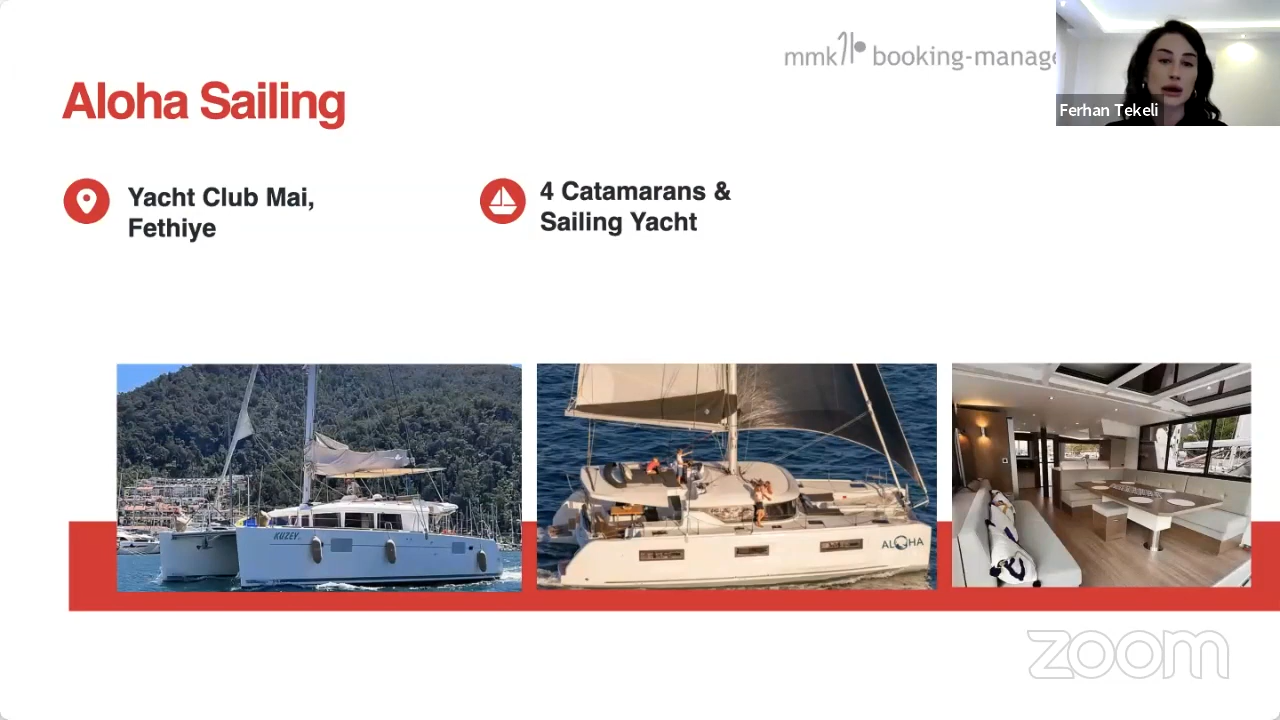 mmk booking-manage
Ferhan Tekeli
Aloha Sailing
Yacht Club Mai,
Fethiye
4 Catamarans &
Sailing Yacht
KUZEY
ALOHA
zoom